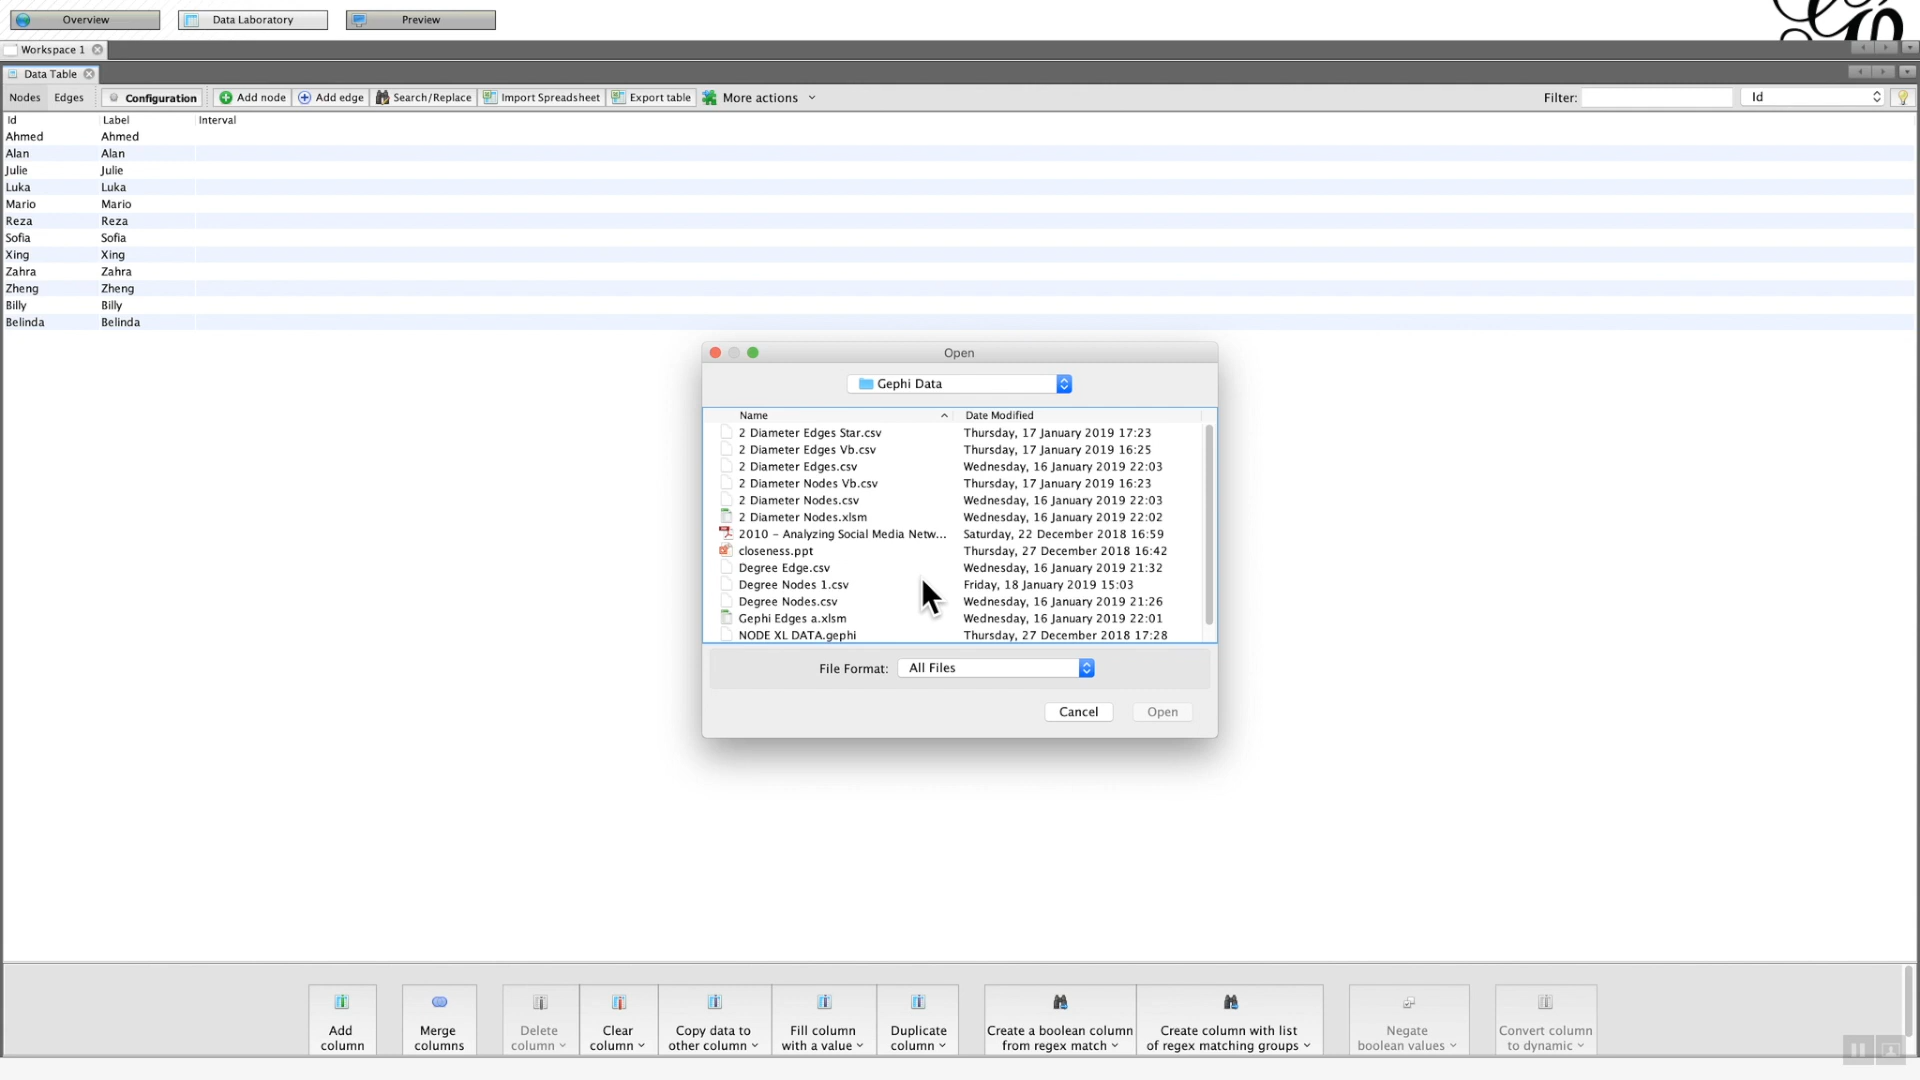 Overview Data Laboratory Preview
Workspace 1
Data Table
Nodes Edges Configuration Add node Add edge Search/Replace Import Spreadsheet Export table More actions Filter: Id
Id Label Interval
Ahmed Ahmed
Alan Alan
Julie Julie
Luka Luka
Mario Mario
Reza Reza
Sofia Sofia
Xing Xing
Zahra Zahra
Zheng Zheng
Billy Billy
Belinda Belinda
Open
Gephi Data
Name Date Modified
2 Diameter Edges Star.csv Thursday, 17 January 2019 17:23
2 Diameter Edges Vb.csv Thursday, 17 January 2019 16:25
2 Diameter Edges.csv Wednesday, 16 January 2019 22:03
2 Diameter Nodes Vb.csv Thursday, 17 January 2019 16:23
2 Diameter Nodes.csv Wednesday, 16 January 2019 22:03
2 Diameter Nodes.xlsm Wednesday, 16 January 2019 22:02
2010 – Analyzing Social Media Netw... Saturday, 22 December 2018 16:59
closeness.ppt Thursday, 27 December 2018 16:42
Degree Edge.csv Wednesday, 16 January 2019 21:32
Degree Nodes 1.csv Friday, 18 January 2019 15:03
Degree Nodes.csv Wednesday, 16 January 2019 21:26
Gephi Edges a.xlsm Wednesday, 16 January 2019 22:01
NODE XL DATA.gephi Thursday, 27 December 2018 17:28
File Format: All Files
Cancel Open
Add Merge Delete Clear Copy data to Fill column Duplicate Create a boolean column Create column with list Negate Convert column
column columns column column other column with a value column from regex match of regex matching groups boolean values to dynamic